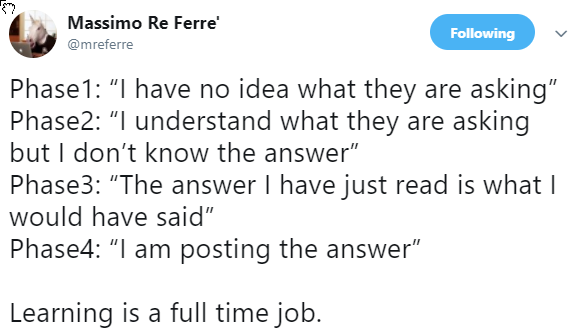 Massimo Re Ferre'
@mreferre
Following
Phase1: “I have no idea what they are asking”
Phase2: “I understand what they are asking
but I don’t know the answer”
Phase3: “The answer I have just read is what I
would have said”
Phase4: “I am posting the answer”
Learning is a full time job.